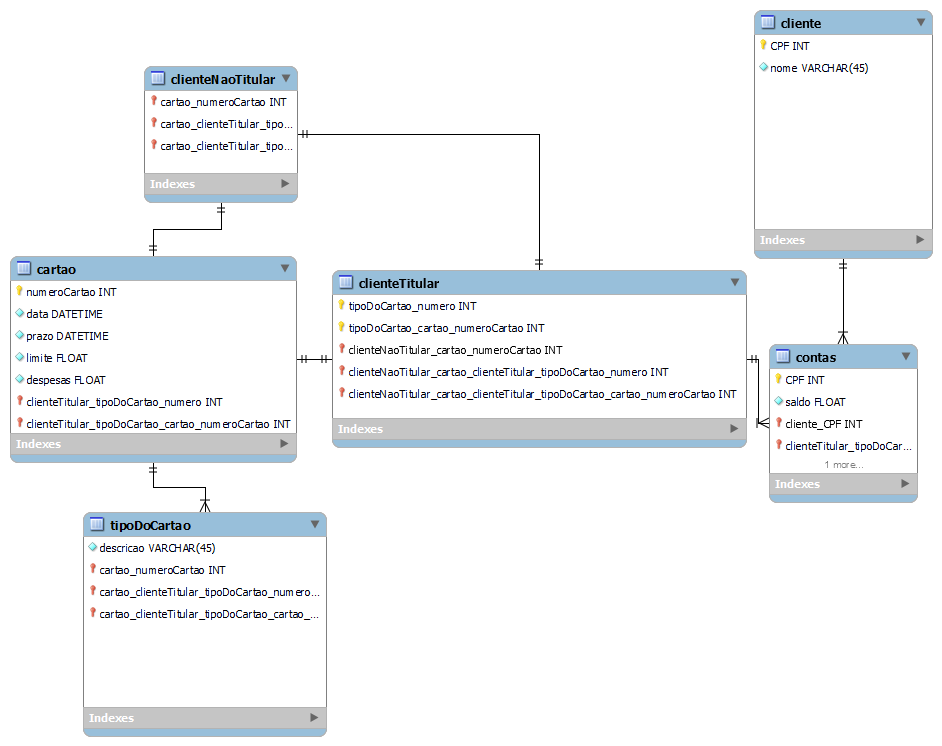 cliente
CPF INT
nome VARCHAR(45)
Indexes
clienteNaoTitular
cartao_numeroCartao INT
cartao_clienteTitular_tipo...
cartao_clienteTitular_tipo...
Indexes
cartao
numeroCartao INT
data DATETIME
prazo DATETIME
limite FLOAT
despesas FLOAT
clienteTitular_tipoDoCartao_numero INT
clienteTitular_tipoDoCartao_cartao_numeroCartao INT
Indexes
clienteTitular
tipoDoCartao_numero INT
tipoDoCartao_cartao_numeroCartao INT
clienteNaoTitular_cartao_numeroCartao INT
clienteNaoTitular_cartao_clienteTitular_tipoDoCartao_numero INT
clienteNaoTitular_cartao_clienteTitular_tipoDoCartao_cartao_numeroCartao INT
Indexes
contas
CPF INT
saldo FLOAT
cliente_CPF INT
clienteTitular_tipoDoCar...
1 more...
Indexes
tipoDoCartao
descricao VARCHAR(45)
cartao_numeroCartao INT
cartao_clienteTitular_tipoDoCartao_numero...
cartao_clienteTitular_tipoDoCartao_cartao_...
Indexes